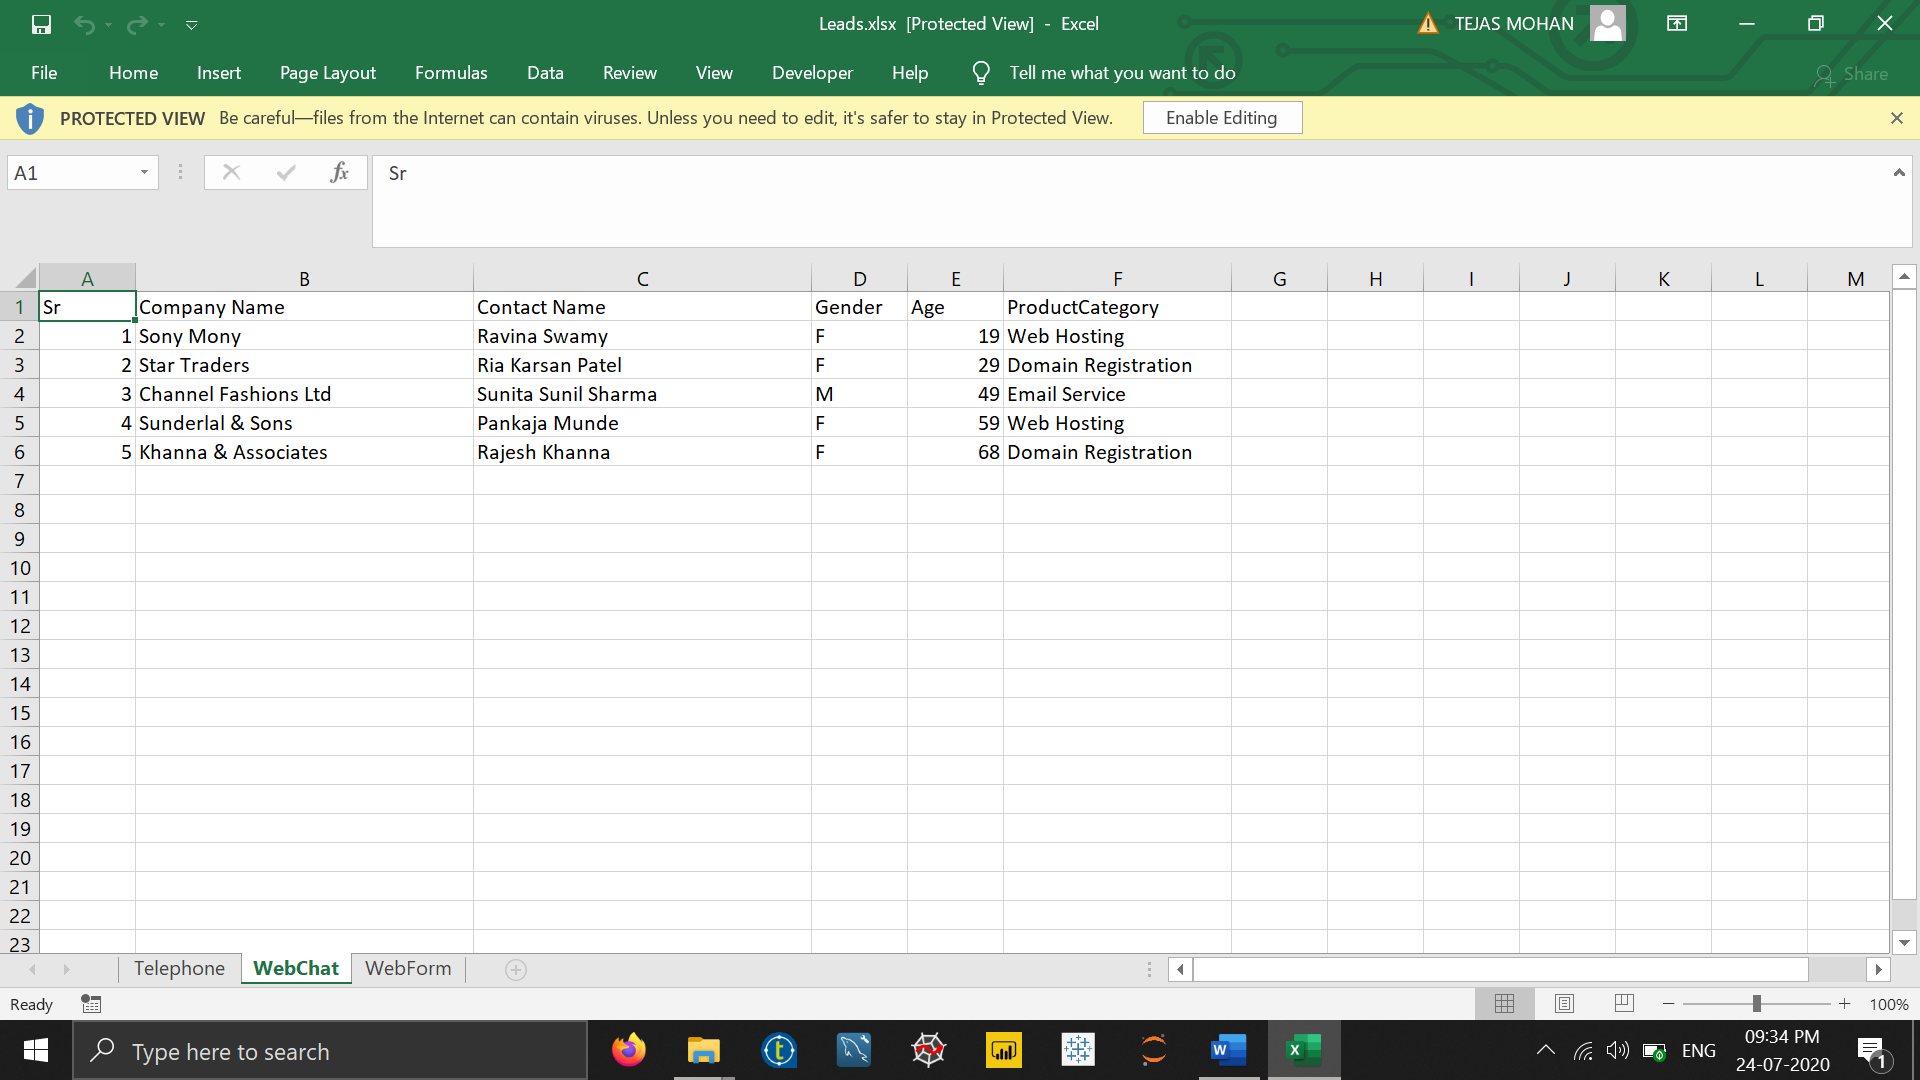 Leads.xlsx [Protected View] - Excel
TEJAS MOHAN
File Home Insert Page Layout Formulas Data Review View Developer Help Tell me what you want to do Share
PROTECTED VIEW Be careful—files from the Internet can contain viruses. Unless you need to edit, it's safer to stay in Protected View. Enable Editing
A1 fx Sr
A B C D E F G H I J K L M
1 Sr Company Name Contact Name Gender Age ProductCategory
2 1 Sony Mony Ravina Swamy F 19 Web Hosting
3 2 Star Traders Ria Karsan Patel F 29 Domain Registration
4 3 Channel Fashions Ltd Sunita Sunil Sharma M 49 Email Service
5 4 Sunderlal & Sons Pankaja Munde F 59 Web Hosting
6 5 Khanna & Associates Rajesh Khanna F 68 Domain Registration
7
8
9
10
11
12
13
14
15
16
17
18
19
20
21
22
23
Telephone WebChat WebForm
Ready 100%
Type here to search
ENG
09:34 PM
24-07-2020
1